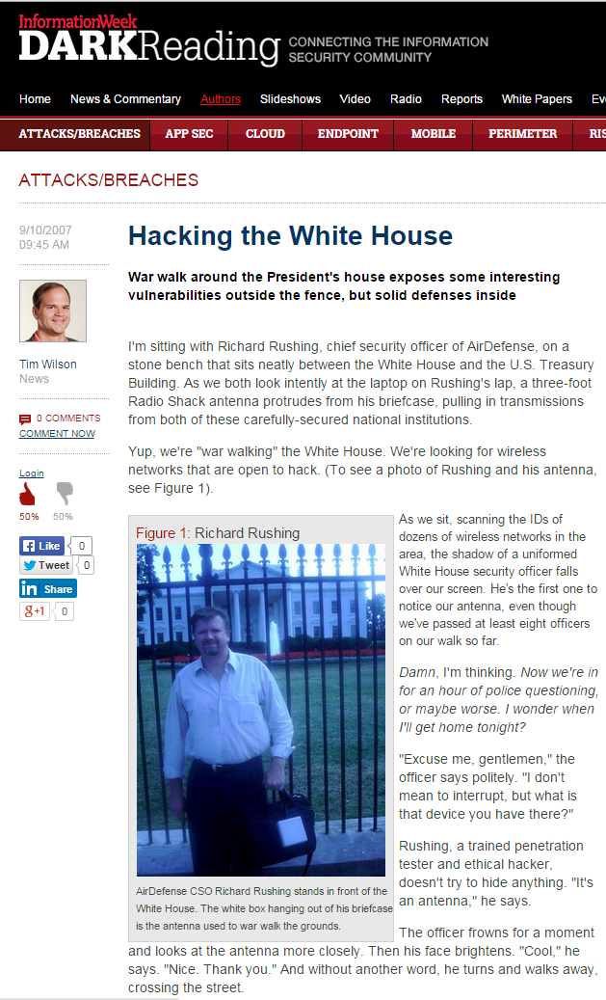 InformationWeek
DARKReading
CONNECTING THE INFORMATION
SECURITY COMMUNITY
Home News & Commentary Authors Slideshows Video Radio Reports White Papers Ev
ATTACKS/BREACHES APP SEC CLOUD ENDPOINT MOBILE PERIMETER RIS
ATTACKS/BREACHES
9/10/2007
09:45 AM
Tim Wilson
News
0 COMMENTS
COMMENT NOW
Login
50% 50%
Like 0
Tweet 0
in Share
g+1 0
Hacking the White House
War walk around the President's house exposes some interesting
vulnerabilities outside the fence, but solid defenses inside
I'm sitting with Richard Rushing, chief security officer of AirDefense, on a
stone bench that sits neatly between the White House and the U.S. Treasury
Building. As we both look intently at the laptop on Rushing's lap, a three-foot
Radio Shack antenna protrudes from his briefcase, pulling in transmissions
from both of these carefully-secured national institutions.
Yup, we're "war walking" the White House. We're looking for wireless
networks that are open to hack. (To see a photo of Rushing and his antenna,
see Figure 1).
Figure 1: Richard Rushing
AirDefense CSO Richard Rushing stands in front of the
White House. The white box hanging out of his briefcase
is the antenna used to war walk the grounds.
As we sit, scanning the IDs of
dozens of wireless networks in the
area, the shadow of a uniformed
White House security officer falls
over our screen. He's the first one to
notice our antenna, even though
we've passed at least eight officers
on our walk so far.
Damn, I'm thinking. Now we're in
for an hour of police questioning,
or maybe worse. I wonder when
I'll get home tonight?
"Excuse me, gentlemen," the
officer says politely. "I don't
mean to interrupt, but what is
that device you have there?"
Rushing, a trained penetration
tester and ethical hacker,
doesn't try to hide anything. "It's
an antenna," he says.
The officer frowns for a moment
and looks at the antenna more closely. Then his face brightens. "Cool," he
says. "Nice. Thank you." And without another word, he turns and walks away,
crossing the street.